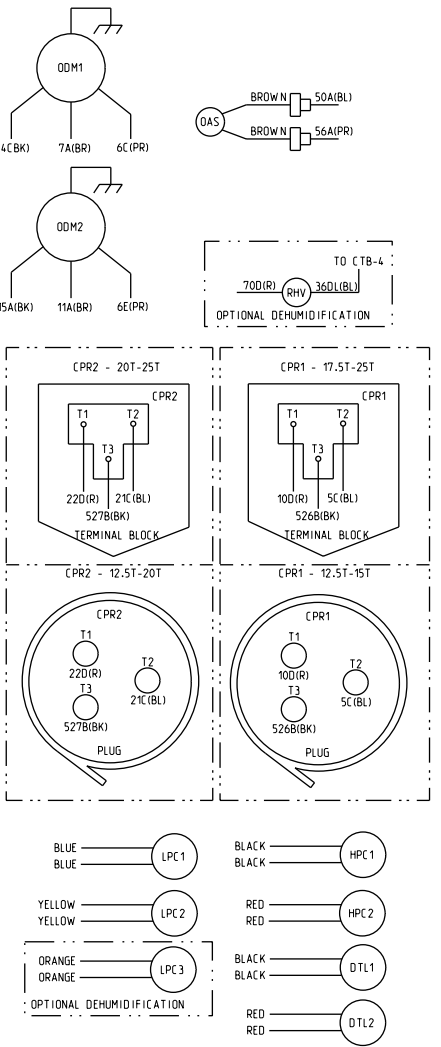 ODM1
4C(BK)
7A(BR)
6C(PR)
OAS
BROWN
50A(BL)
BROWN
56A(PR)
ODM2
15A(BK)
11A(BR)
6E(PR)
TO CTB-4
70D(R)
RHV
36DL(BL)
OPTIONAL DEHUMIDIFICATION
CPR2 - 20T-25T
CPR2
T1
T2
T3
22D(R)
21C(BL)
527B(BK)
TERMINAL BLOCK
CPR1 - 17.5T-25T
CPR1
T1
T2
T3
10D(R)
5C(BL)
526B(BK)
TERMINAL BLOCK
CPR2 - 12.5T-20T
CPR2
T1
22D(R)
T2
21C(BL)
T3
527B(BK)
PLUG
CPR1 - 12.5T-15T
CPR1
T1
10D(R)
T2
5C(BL)
T3
526B(BK)
PLUG
BLUE
BLUE
LPC1
YELLOW
YELLOW
LPC2
ORANGE
ORANGE
LPC3
OPTIONAL DEHUMIDIFICATION
BLACK
BLACK
HPC1
RED
RED
HPC2
BLACK
BLACK
DTL1
RED
RED
DTL2